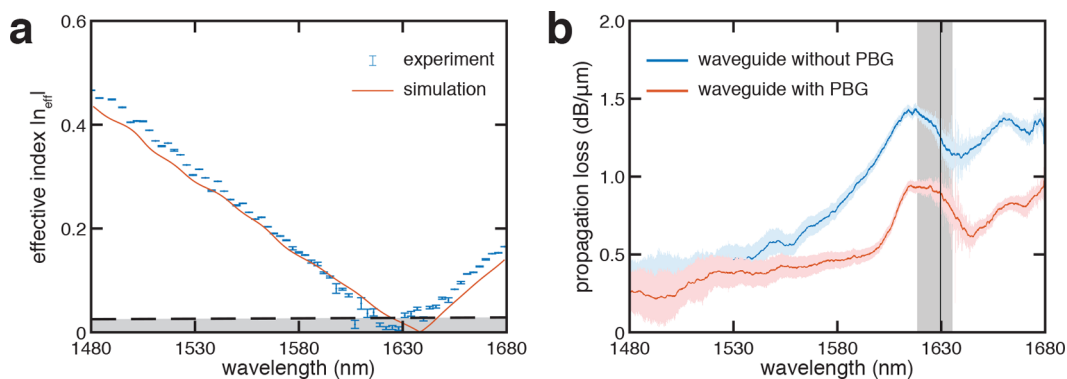 a
effective index |n_eff|
0.6
0.4
0.2
0
experiment
simulation
1480 1530 1580 1630 1680
wavelength (nm)
b
propagation loss (dB/µm)
2.0
1.5
1.0
0.5
0
waveguide without PBG
waveguide with PBG
1480 1530 1580 1630 1680
wavelength (nm)